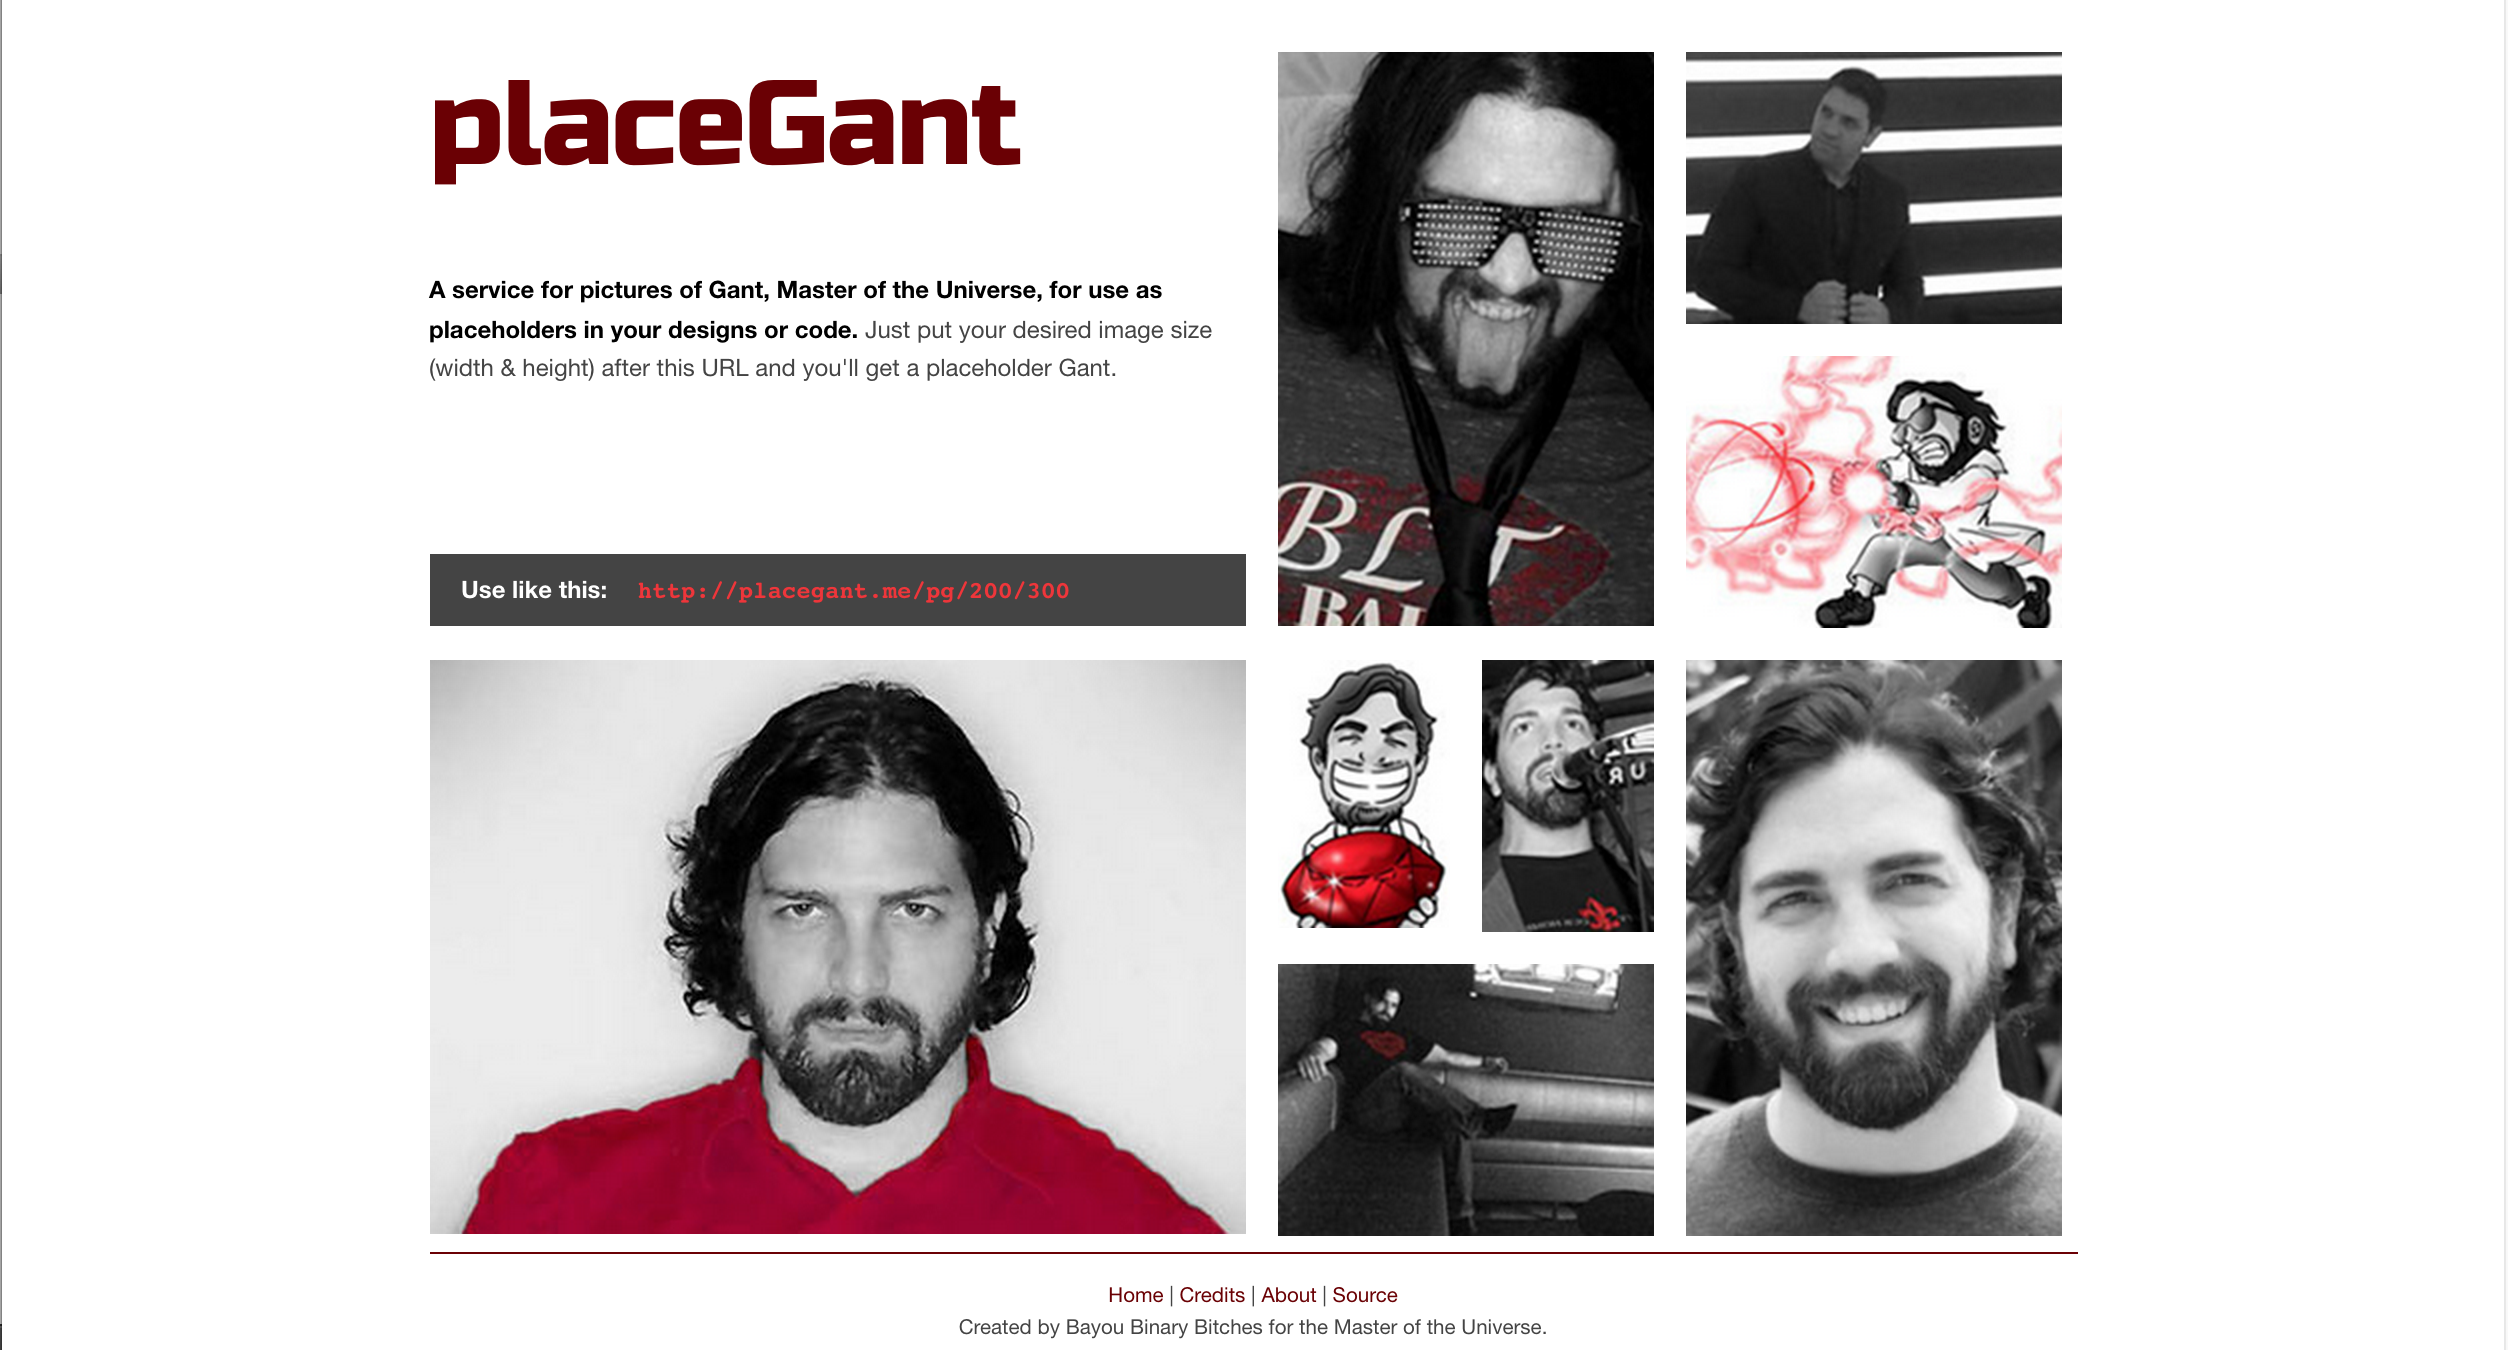 placeGant
A service for pictures of Gant, Master of the Universe, for use as
placeholders in your designs or code. Just put your desired image size
(width & height) after this URL and you'll get a placeholder Gant.
Use like this: http://placegant.me/pg/200/300
BLT
ЯU
Home | Credits | About | Source
Created by Bayou Binary Bitches for the Master of the Universe.